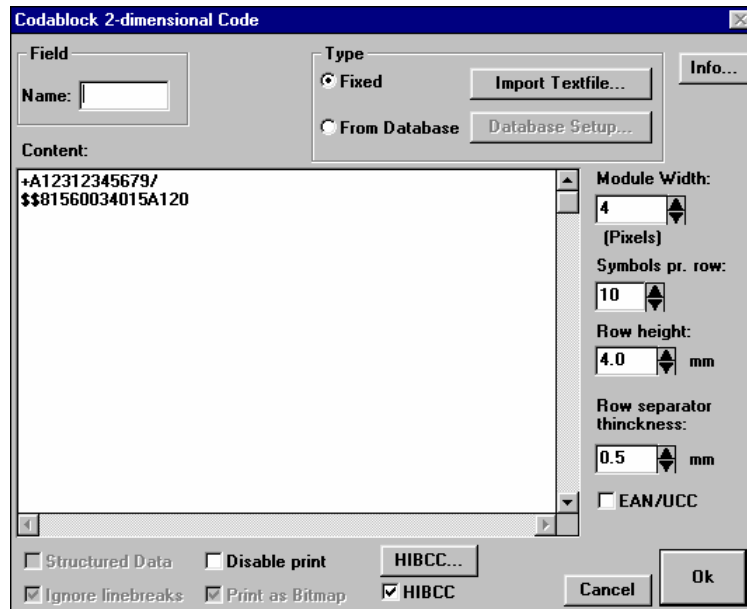 Codablock 2-dimensional Code
Field
Name:
Type
Fixed
Import Textfile...
From Database
Database Setup...
Info...
Content:
+A12312345679/
$$81560034015A120
Module Width:
4
(Pixels)
Symbols pr. row:
10
Row height:
4.0 mm
Row separator
thinckness:
0.5 mm
EAN/UCC
Structured Data
Disable print
HIBCC...
Ignore linebreaks
Print as Bitmap
HIBCC
Cancel
Ok